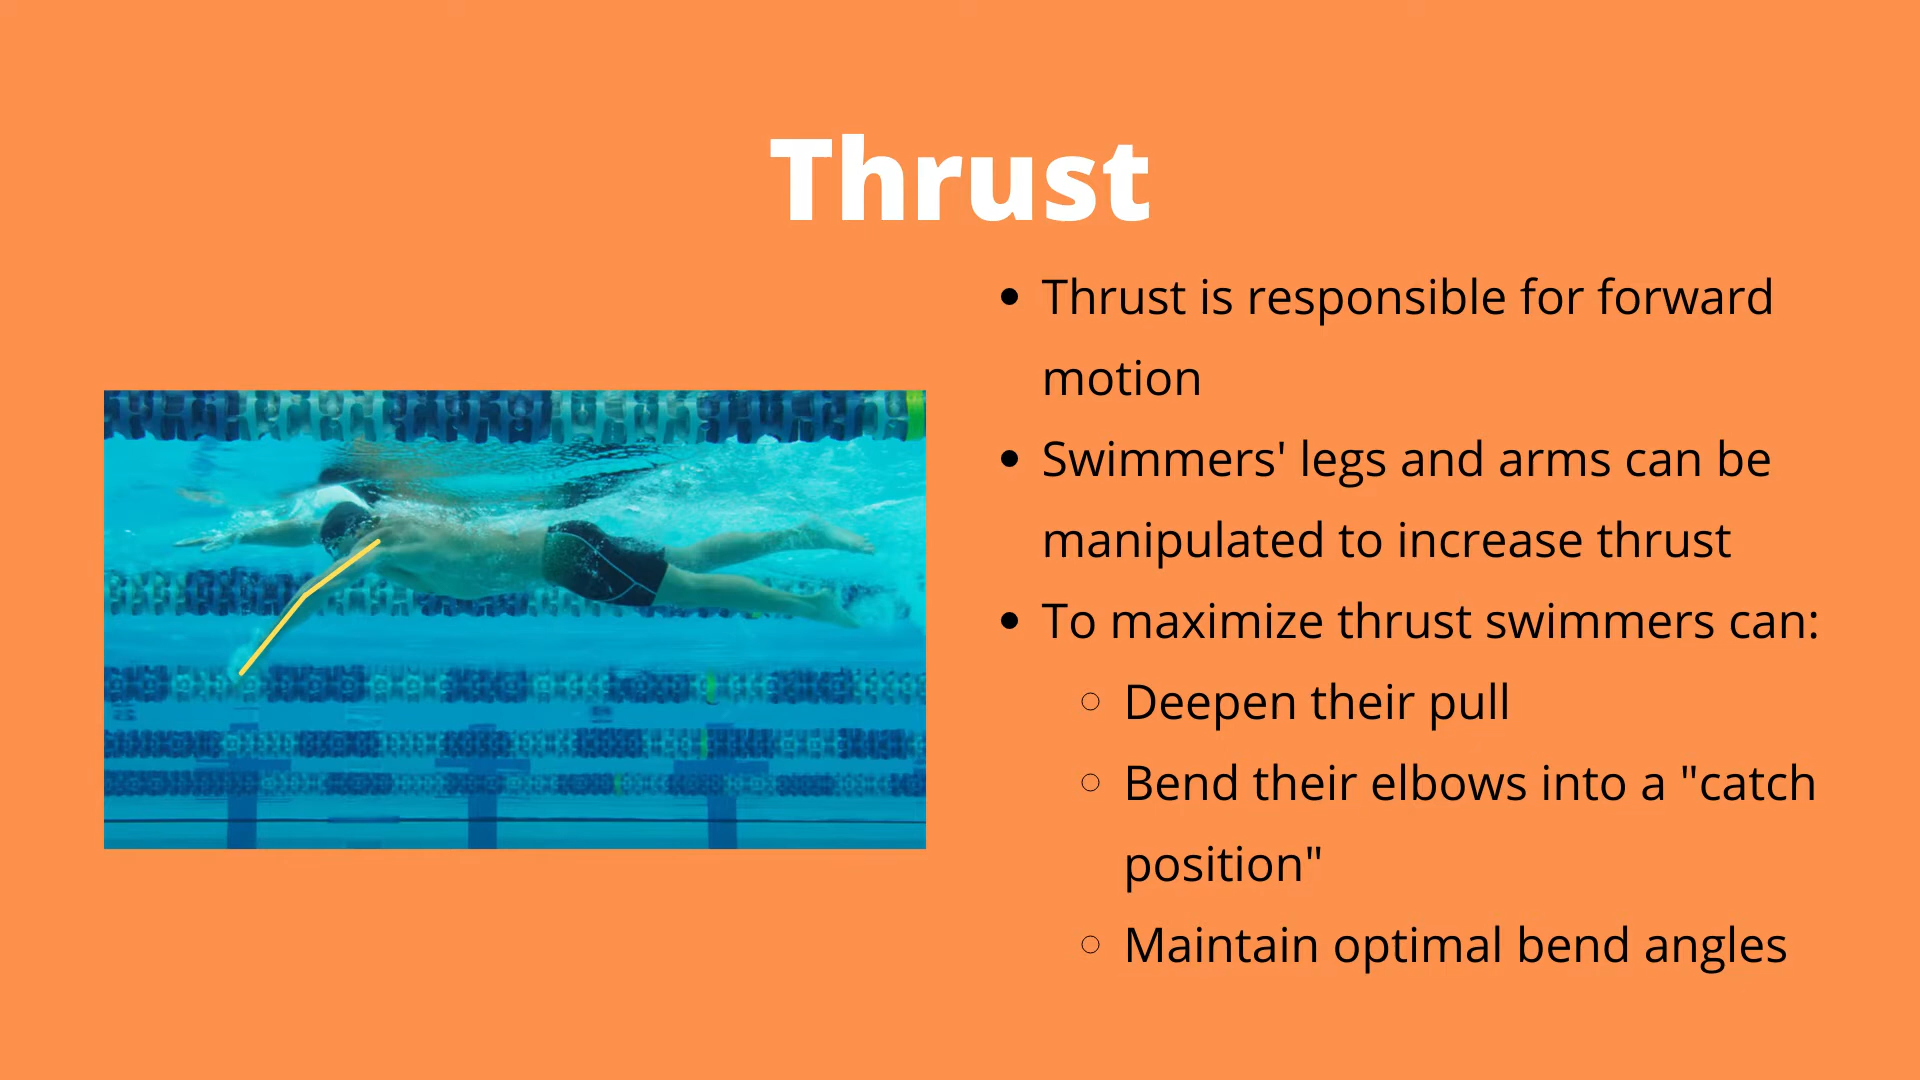 Thrust
Thrust is responsible for forward
motion
Swimmers' legs and arms can be
manipulated to increase thrust
To maximize thrust swimmers can:
Deepen their pull
Bend their elbows into a "catch
position"
Maintain optimal bend angles